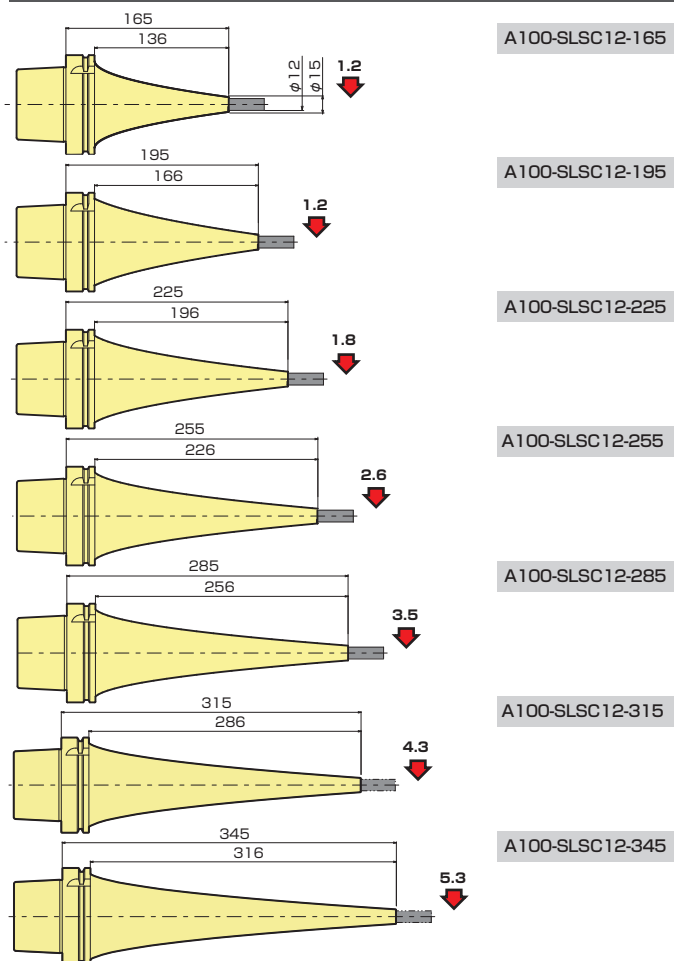 165
A100-SLSC12-165
136
φ12
φ15
1.2
195
A100-SLSC12-195
166
1.2
225
A100-SLSC12-225
196
1.8
255
A100-SLSC12-255
226
2.6
285
A100-SLSC12-285
256
3.5
315
A100-SLSC12-315
286
4.3
345
A100-SLSC12-345
316
5.3